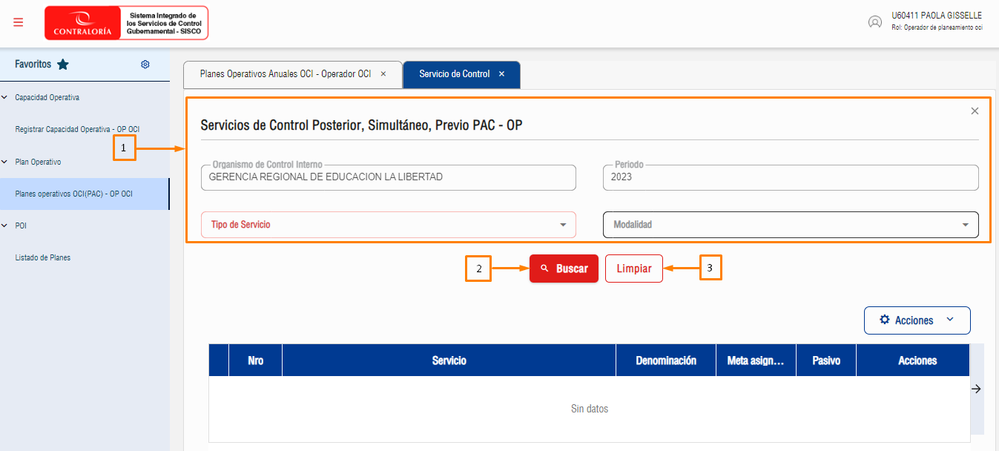 CONTRALORÍA
Sistema Integrado de
los Servicios de Control
Gubernamental - SISCO
U60411 PAOLA GISSELLE
Rol: Operador de planeamiento oci
Favoritos
Capacidad Operativa
Registrar Capacidad Operativa - OP OCI
Plan Operativo
Planes operativos OCI(PAC) - OP OCI
POI
Listado de Planes
Planes Operativos Anuales OCI - Operador OCI ×
Servicio de Control ×
1
Servicios de Control Posterior, Simultáneo, Previo PAC - OP
Organismo de Control Interno
GERENCIA REGIONAL DE EDUCACION LA LIBERTAD
Periodo
2023
Tipo de Servicio
Modalidad
2
Buscar
Limpiar
3
Acciones
Nro Servicio Denominación Meta asign... Pasivo Acciones
Sin datos